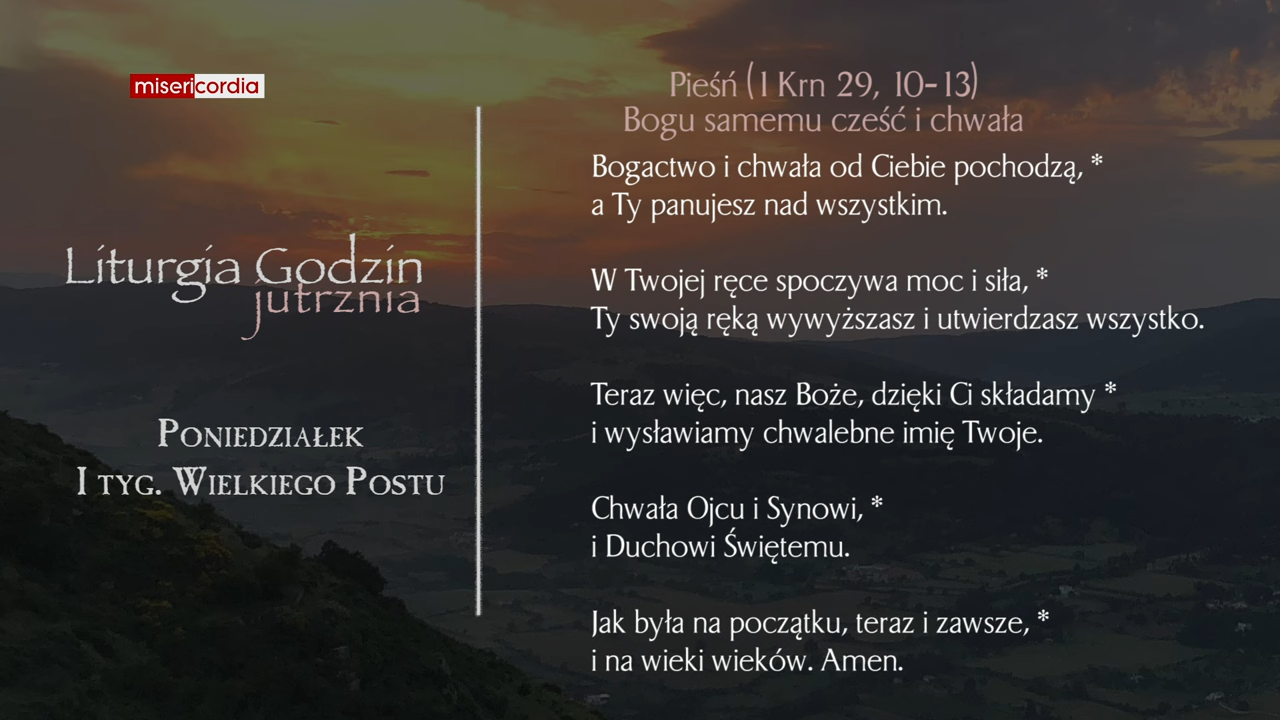 misericordia
Liturgia Godzin
jutrznia
Poniedziałek
I tyg. Wielkiego Postu
Pieśń (1 Krn 29, 10-13)
Bogu samemu cześć i chwała
Bogactwo i chwała od Ciebie pochodzą, *
a Ty panujesz nad wszystkim.
W Twojej ręce spoczywa moc i siła, *
Ty swoją ręką wywyższasz i utwierdzasz wszystko.
Teraz więc, nasz Boże, dzięki Ci składamy *
i wysławiamy chwalebne imię Twoje.
Chwała Ojcu i Synowi, *
i Duchowi Świętemu.
Jak była na początku, teraz i zawsze, *
i na wieki wieków. Amen.